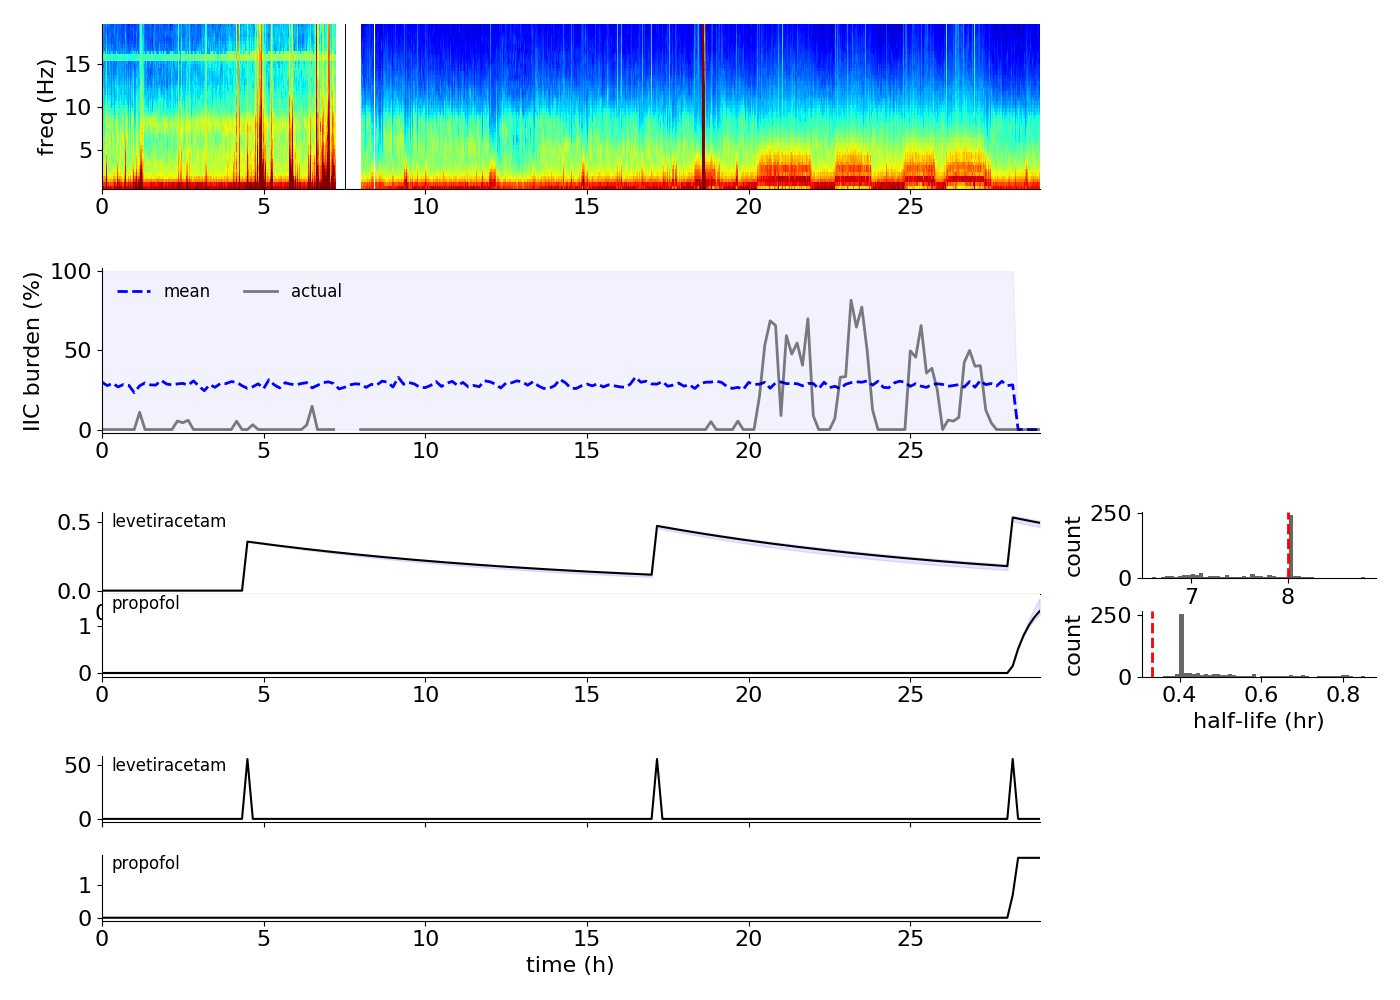 freq (Hz)
15
10
5
0 5 10 15 20 25
IIC burden (%)
100
50
0
mean actual
0 5 10 15 20 25
levetiracetam
0.5
0.0
0
propofol
1
0
0 5 10 15 20 25
count
250
0
7 8
count
250
0
0.4 0.6 0.8
half-life (hr)
levetiracetam
50
0
propofol
1
0
0 5 10 15 20 25
time (h)